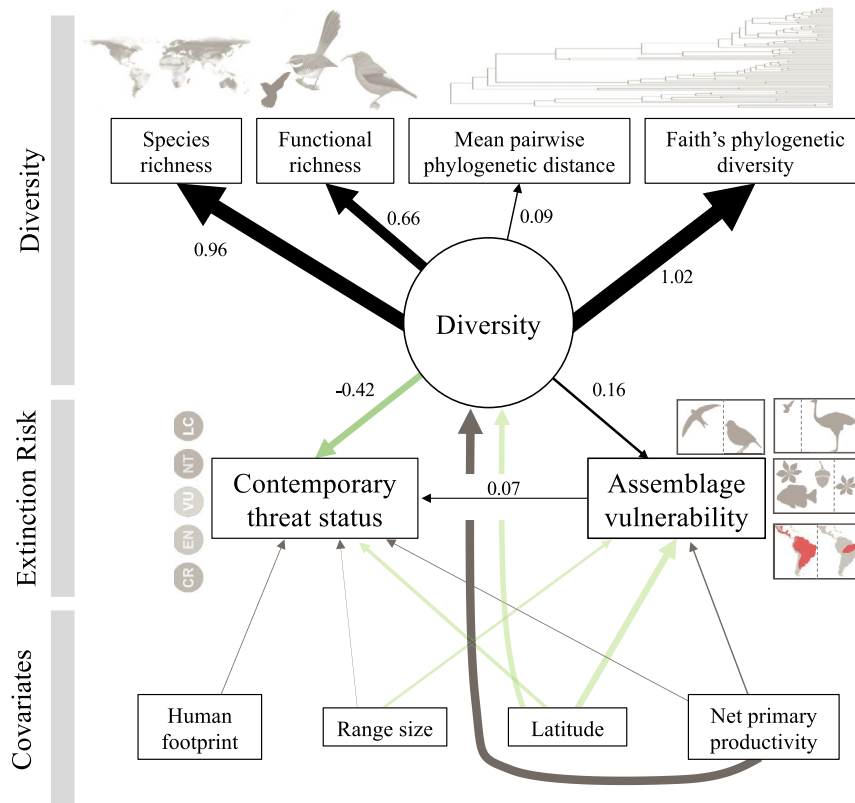 Diversity
Species
richness
Functional
richness
Mean pairwise
phylogenetic distance
Faith's phylogenetic
diversity
0.96
0.66
0.09
1.02
Diversity
-0.42
0.16
Extinction Risk
LC
NT
VU
EN
CR
Contemporary
threat status
0.07
Assemblage
vulnerability
Covariates
Human
footprint
Range size
Latitude
Net primary
productivity